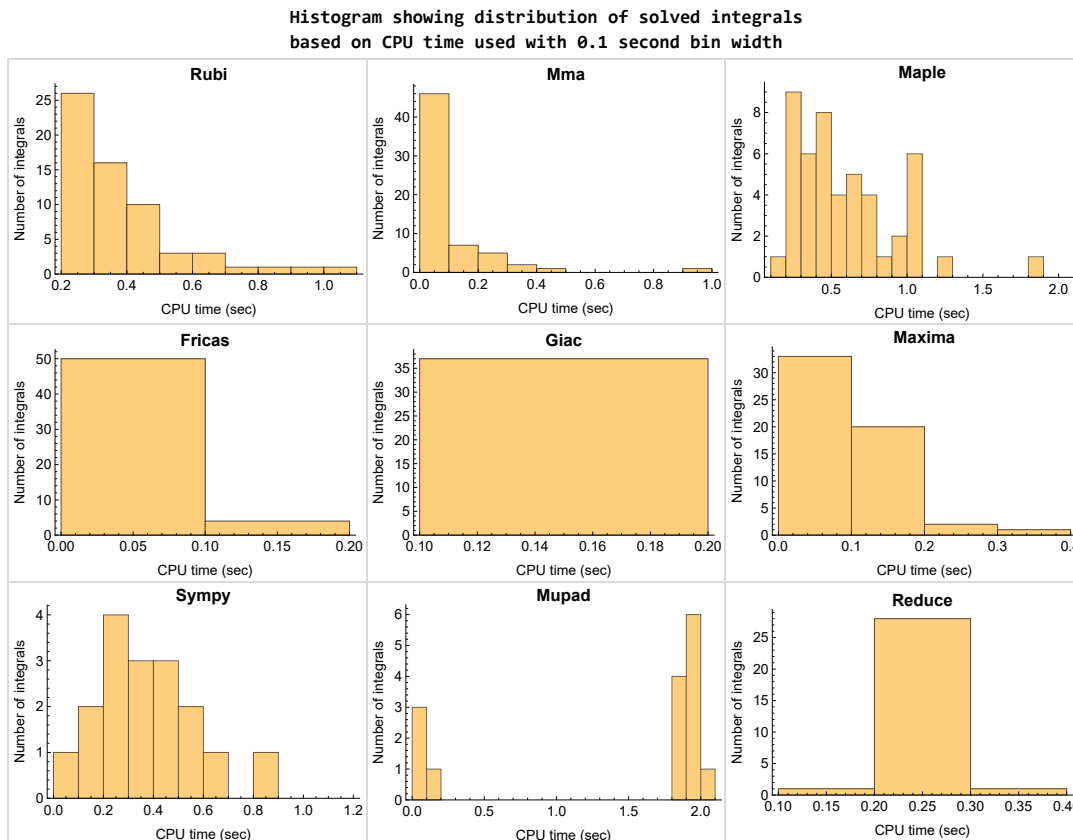 Histogram showing distribution of solved integrals
based on CPU time used with 0.1 second bin width
Rubi
Number of integrals
25
20
15
10
5
0
0.2 0.4 0.6 0.8 1.0
CPU time (sec)
Mma
Number of integrals
40
30
20
10
0
0.0 0.2 0.4 0.6 0.8 1.0
CPU time (sec)
Maple
Number of integrals
8
6
4
2
0
0.5 1.0 1.5 2.0
CPU time (sec)
Fricas
Number of integrals
50
40
30
20
10
0
0.00 0.05 0.10 0.15 0.20
CPU time (sec)
Giac
Number of integrals
35
30
25
20
15
10
5
0
0.10 0.12 0.14 0.16 0.18 0.20
CPU time (sec)
Maxima
Number of integrals
30
25
20
15
10
5
0
0.0 0.1 0.2 0.3 0.4
CPU time (sec)
Sympy
Number of integrals
4
3
2
1
0
0.0 0.2 0.4 0.6 0.8 1.0 1.2
CPU time (sec)
Mupad
Number of integrals
6
5
4
3
2
1
0
0.0 0.5 1.0 1.5 2.0
CPU time (sec)
Reduce
Number of integrals
25
20
15
10
5
0
0.10 0.15 0.20 0.25 0.30 0.35 0.40
CPU time (sec)